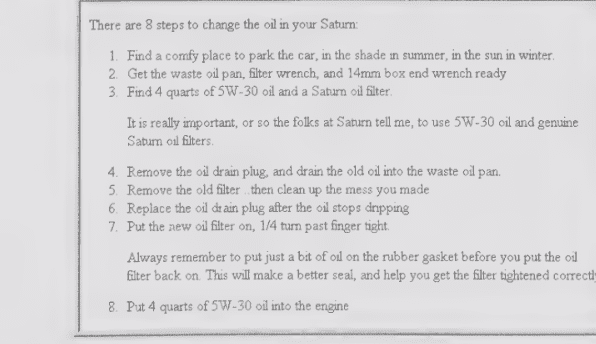 There are 8 steps to change the oil in your Saturn:
1. Find a comfy place to park the car, in the shade in summer, in the sun in winter.
2. Get the waste oil pan, filter wrench, and 14mm box end wrench ready
3. Find 4 quarts of 5W-30 oil and a Saturn oil filter.
It is really important, or so the folks at Saturn tell me, to use 5W-30 oil and genuine
Saturn oil filters.
4. Remove the oil drain plug, and drain the old oil into the waste oil pan.
5. Remove the old filter ...then clean up the mess you made
6. Replace the oil drain plug after the oil stops dripping
7. Put the new oil filter on, 1/4 turn past finger tight.
Always remember to put just a bit of oil on the rubber gasket before you put the oil
filter back on. This will make a better seal, and help you get the filter tightened correctly
8. Put 4 quarts of 5W-30 oil into the engine